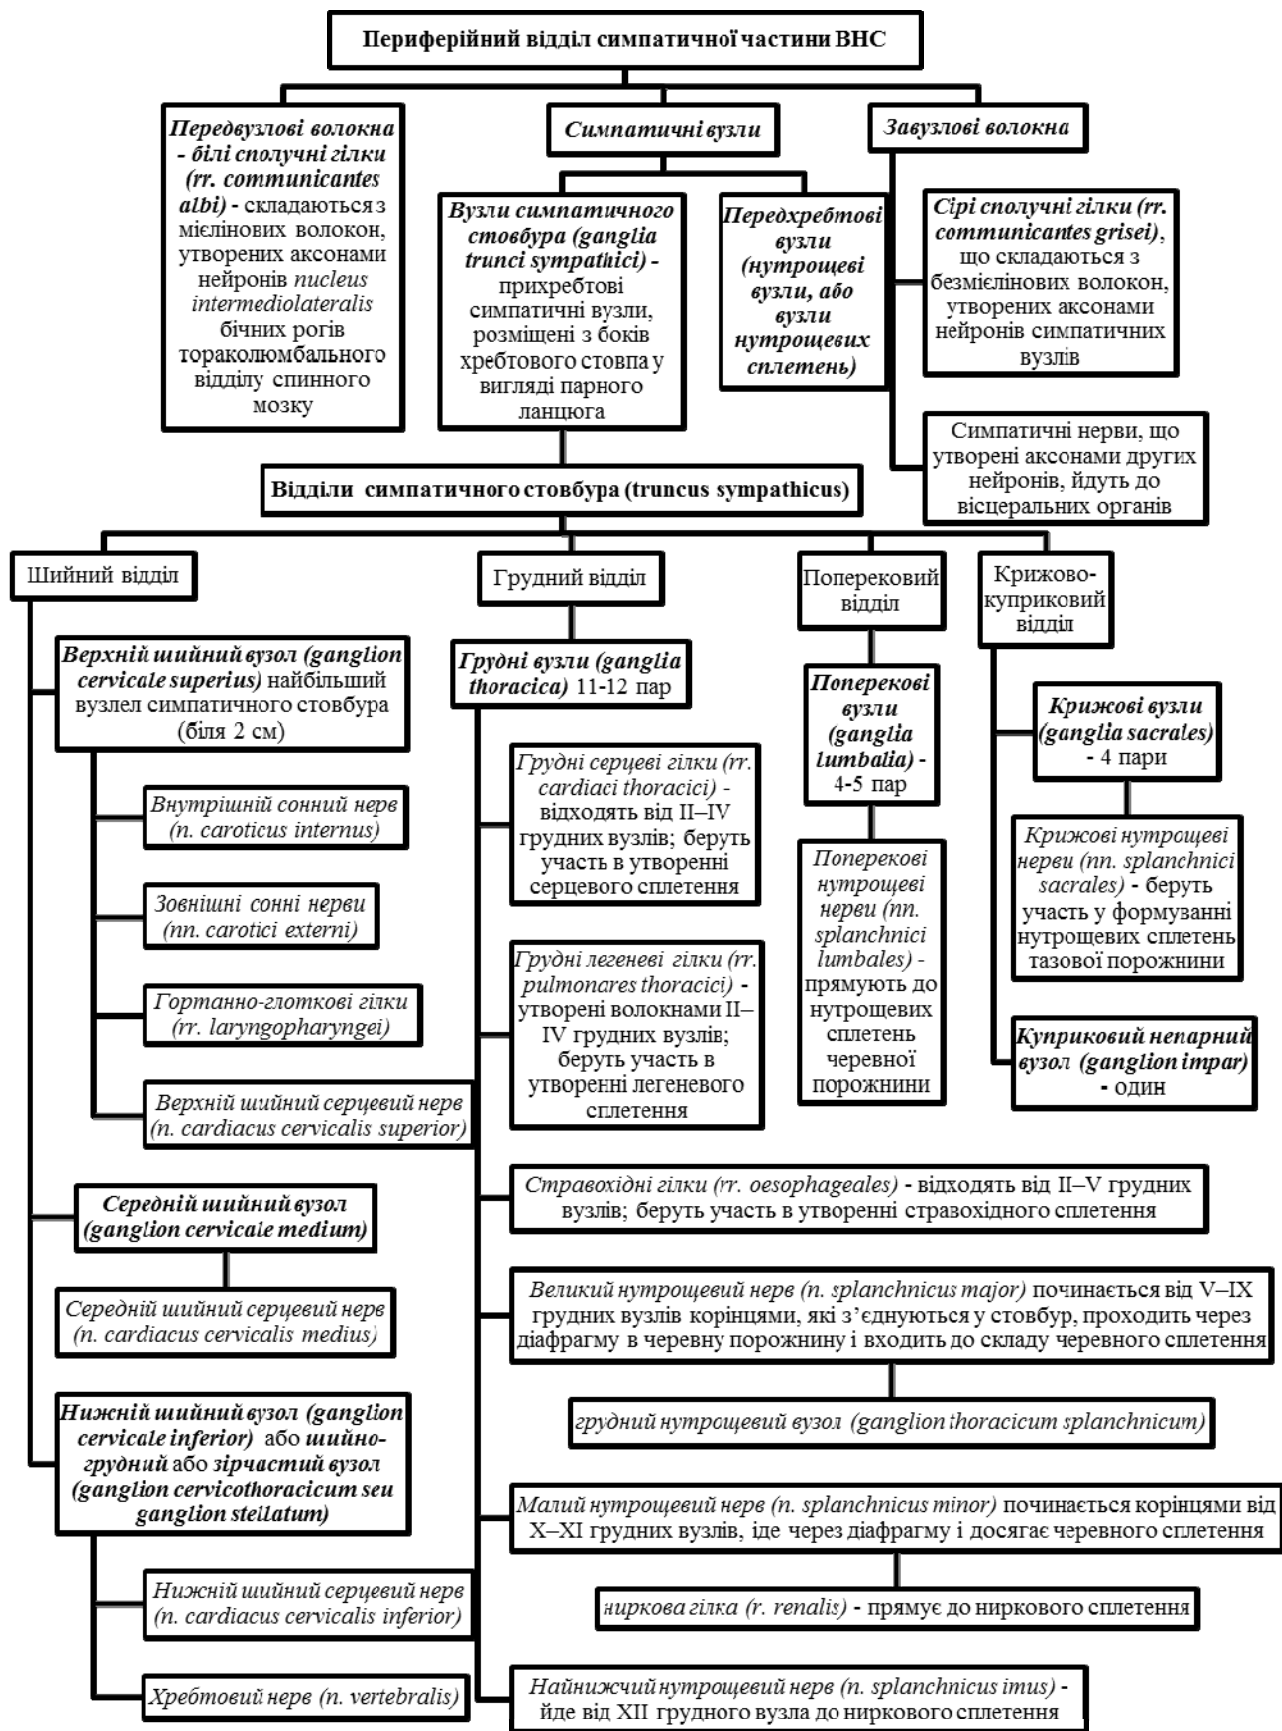 Периферійний відділ симпатичної частини ВНС
Передвузлові волокна
- білі сполучні гілки
(rr. communicantes
albi) - складаються з
мієлінових волокон,
утворених аксонами
нейронів nucleus
intermediolateralis
бічних рогів
тораколюмбального
відділу спинного
мозку
Симпатичні вузли
Вузли симпатичного
стовбура (ganglia
trunci sympathici) -
прихребтові
симпатичні вузли,
розміщені з боків
хребтового стовпа у
вигляді парного
ланцюга
Передхребтові
вузли
(нутрощеві
вузли, або
вузли
нутрощевих
сплетень)
Завузлові волокна
Сірі сполучні гілки (rr.
communicantes grisei),
що складаються з
безмієлінових волокон,
утворених аксонами
нейронів симпатичних
вузлів
Симпатичні нерви, що
утворені аксонами других
нейронів, йдуть до
вісцеральних органів
Відділи симпатичного стовбура (truncus sympathicus)
Шийний відділ
Верхній шийний вузол (ganglion
cervicale superius) найбільший
вузлел симпатичного стовбура
(біля 2 см)
Внутрішній сонний нерв
(n. caroticus internus)
Зовнішні сонні нерви
(nn. carotici externi)
Гортанно-глоткові гілки
(rr. laryngopharyngei)
Верхній шийний серцевий нерв
(n. cardiacus cervicalis superior)
Середній шийний вузол
(ganglion cervicale medium)
Середній шийний серцевий нерв
(n. cardiacus cervicalis medius)
Нижній шийний вузол (ganglion
cervicale inferior) або шийно-
грудний або зірчастий вузол
(ganglion cervicothoracicum seu
ganglion stellatum)
Нижній шийний серцевий нерв
(n. cardiacus cervicalis inferior)
Хребтовий нерв (n. vertebralis)
Грудний відділ
Грудні вузли (ganglia
thoracica) 11-12 пар
Грудні серцеві гілки (rr.
cardiaci thoracici) -
відходять від II–IV
грудних вузлів; беруть
участь в утворенні
серцевого сплетення
Грудні легеневі гілки (rr.
pulmonares thoracici) -
утворені волокнами II–
IV грудних вузлів;
беруть участь в
утворенні легеневого
сплетення
Стравохідні гілки (rr. oesophageales) - відходять від II–V грудних
вузлів; беруть участь в утворенні стравохідного сплетення
Великий нутрощевий нерв (n. splanchnicus major) починається від V–IX
грудних вузлів корінцями, які з’єднуються у стовбур, проходить через
діафрагму в черевну порожнину і входить до складу черевного сплетення
грудний нутрощевий вузол (ganglion thoracicum splanchnicum)
Малий нутрощевий нерв (n. splanchnicus minor) починається корінцями від
X–XI грудних вузлів, іде через діафрагму і досягає черевного сплетення
ниркова гілка (r. renalis) - прямує до ниркового сплетення
Найнижчий нутрощевий нерв (n. splanchnicus imus) -
йде від XII грудного вузла до ниркового сплетення
Поперековий
відділ
Поперекові
вузли
(ganglia
lumbalia) -
4-5 пар
Поперекові
нутрощеві
нерви (nn.
splanchnici
lumbales) -
прямують до
нутрощевих
сплетень
черевної
порожнини
Крижово-
куприковий
відділ
Крижові вузли
(ganglia sacrales)
- 4 пари
Крижові нутрощеві
нерви (nn. splanchnici
sacrales) - беруть
участь у формуванні
нутрощевих сплетень
тазової порожнини
Куприковий непарний
вузол (ganglion impar)
- один